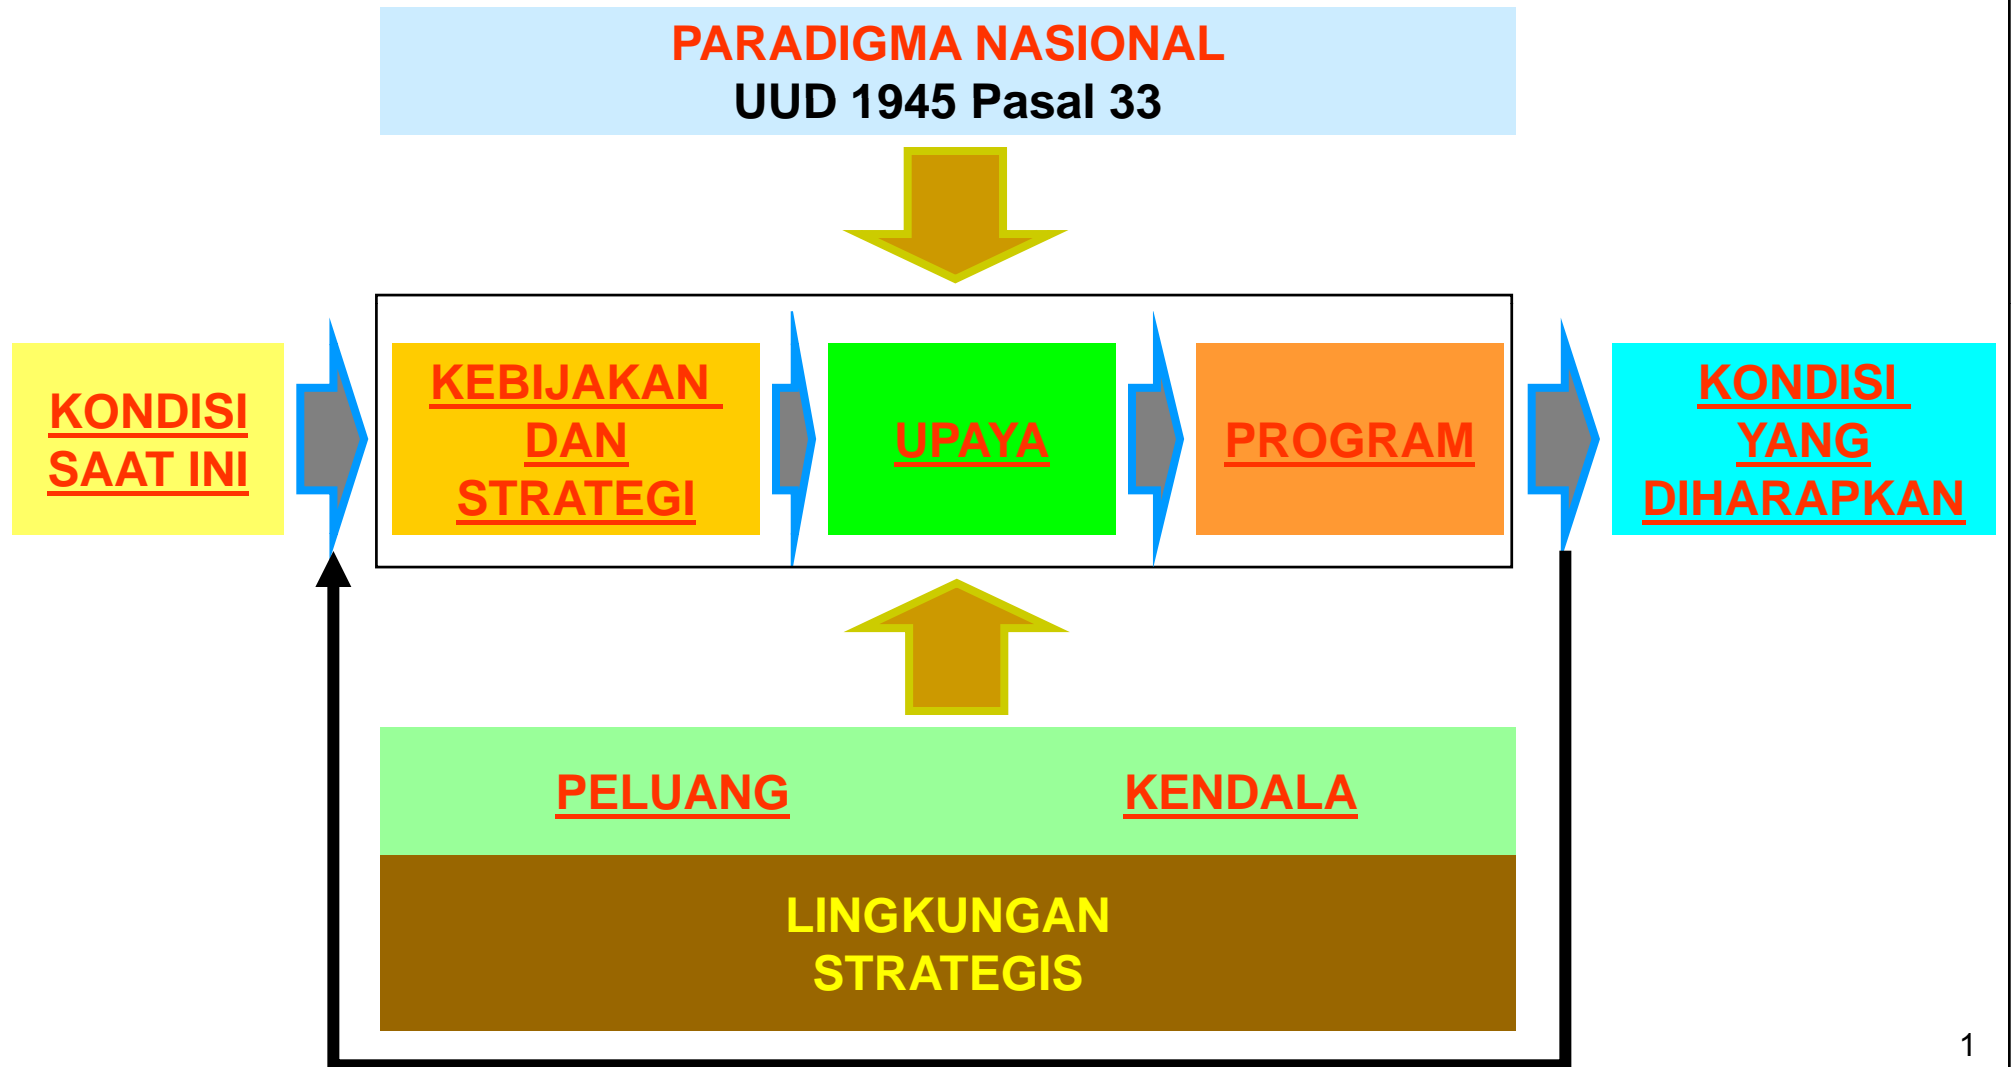 PARADIGMA NASIONAL
UUD 1945 Pasal 33
KONDISI
SAAT INI
KEBIJAKAN
DAN
STRATEGI
UPAYA
PROGRAM
KONDISI
YANG
DIHARAPKAN
PELUANG
KENDALA
LINGKUNGAN
STRATEGIS
1